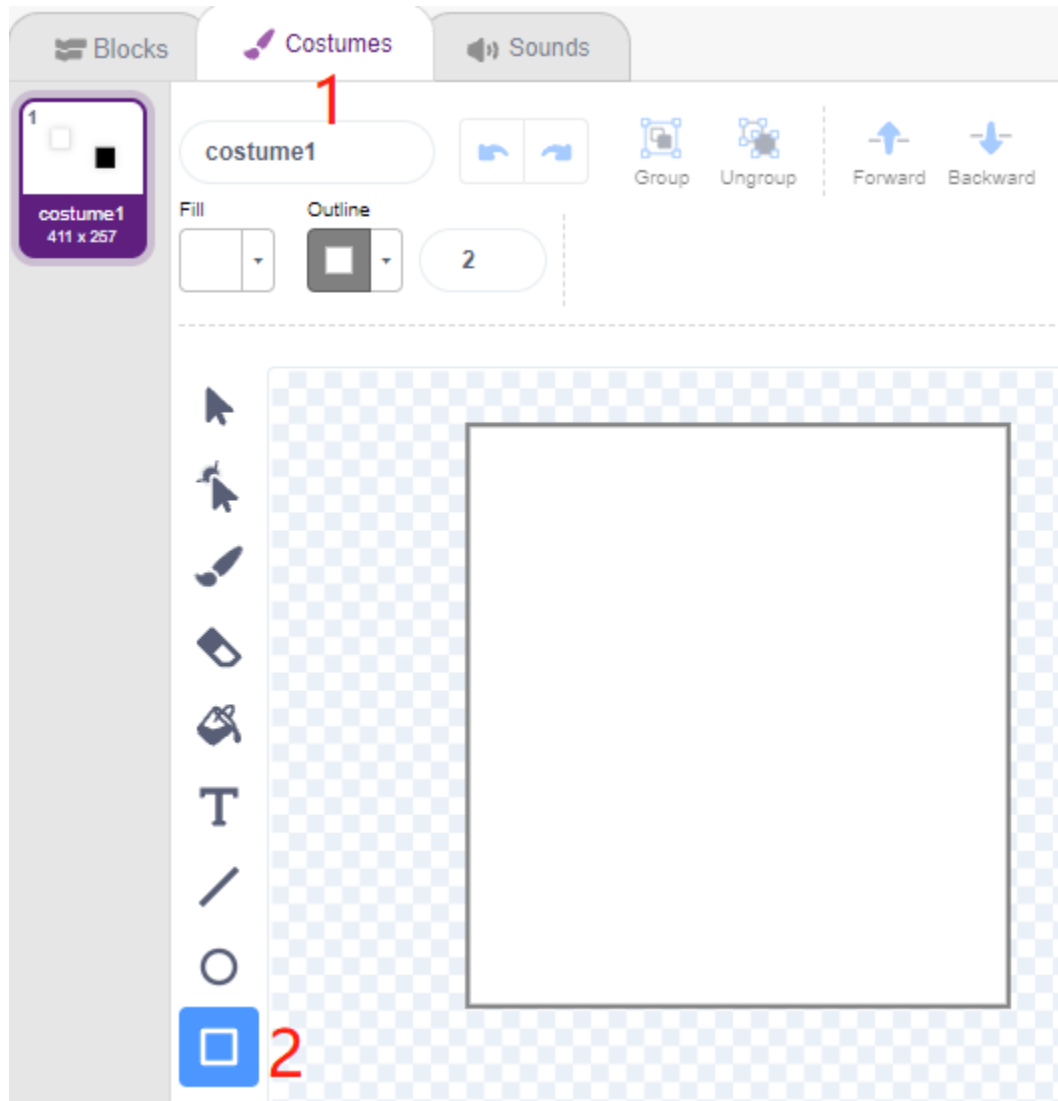 Blocks
Costumes
Sounds
1
1
costume1
411 x 257
costume1
Group
Ungroup
Forward
Backward
Fill
Outline
2
T
2